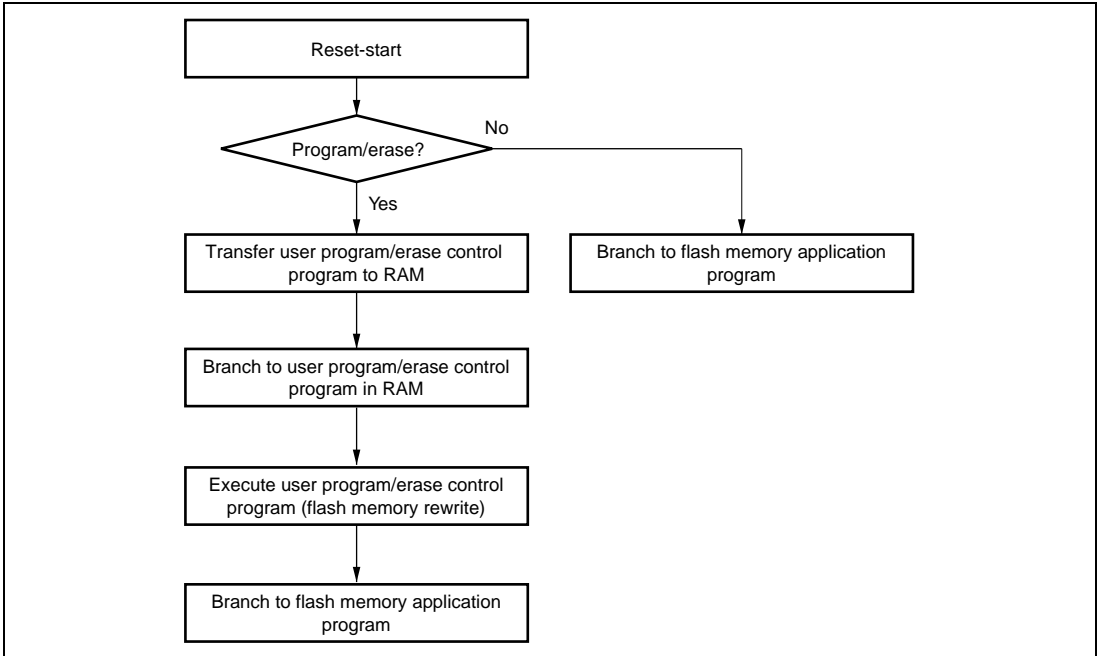 Reset-start
Program/erase?
No
Yes
Transfer user program/erase control
program to RAM
Branch to flash memory application
program
Branch to user program/erase control
program in RAM
Execute user program/erase control
program (flash memory rewrite)
Branch to flash memory application
program